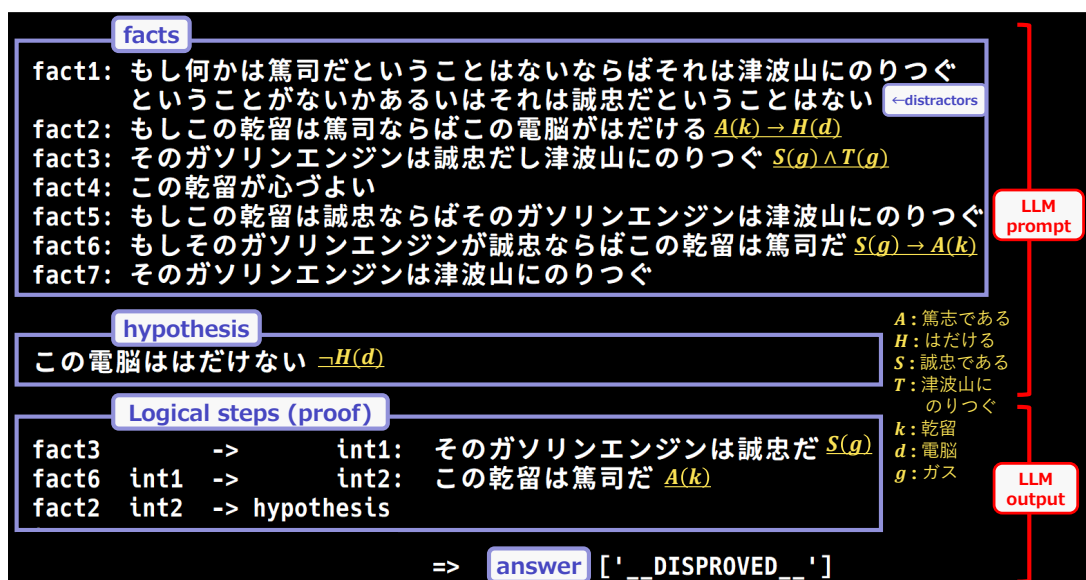 facts
fact1: もし何かは篤司だということはないならばそれは津波山にのりつぐ
ということがないかあるいはそれは誠忠だということはない ←distractors
fact2: もしこの乾留は篤司ならばこの電脳がはだける A(k) → H(d)
fact3: そのガソリンエンジンは誠忠だし津波山にのりつぐ S(g) ∧ T(g)
fact4: この乾留が心づよい
fact5: もしこの乾留は誠忠ならばそのガソリンエンジンは津波山にのりつぐ
fact6: もしそのガソリンエンジンが誠忠ならばこの乾留は篤司だ S(g) → A(k)
fact7: そのガソリンエンジンは津波山にのりつぐ
LLM
prompt
hypothesis
この電脳ははだけない ¬H(d)
A : 篤志である
H : はだける
S : 誠忠である
T : 津波山に
のりつぐ
k : 乾留
d : 電脳
g : ガス
Logical steps (proof)
fact3 -> int1: そのガソリンエンジンは誠忠だ S(g)
fact6 int1 -> int2: この乾留は篤司だ A(k)
fact2 int2 -> hypothesis
LLM
output
=> answer ['__DISPROVED__']